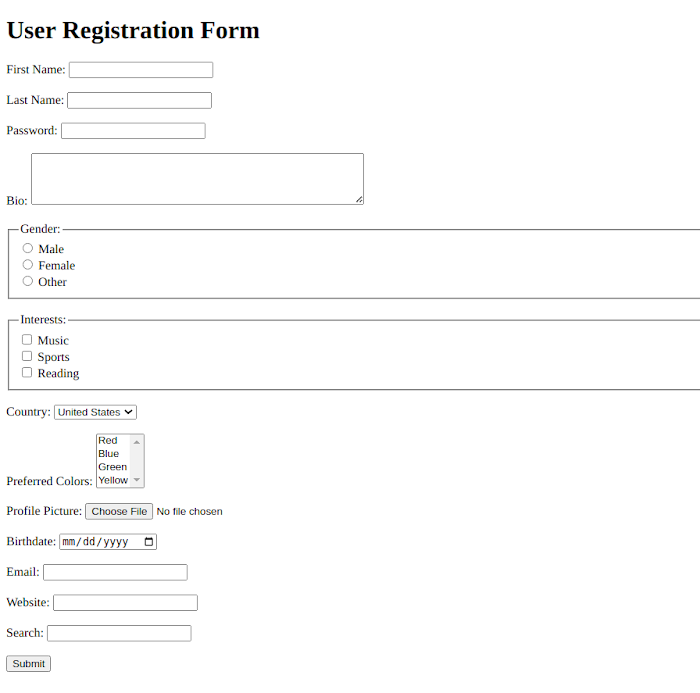 User Registration Form
First Name:
Last Name:
Password:
Bio:
Gender:
Male
Female
Other
Interests:
Music
Sports
Reading
Country: United States
Red
Blue
Green
Preferred Colors: Yellow
Profile Picture: Choose File No file chosen
Birthdate: mm/dd/yyyy
Email:
Website:
Search:
Submit